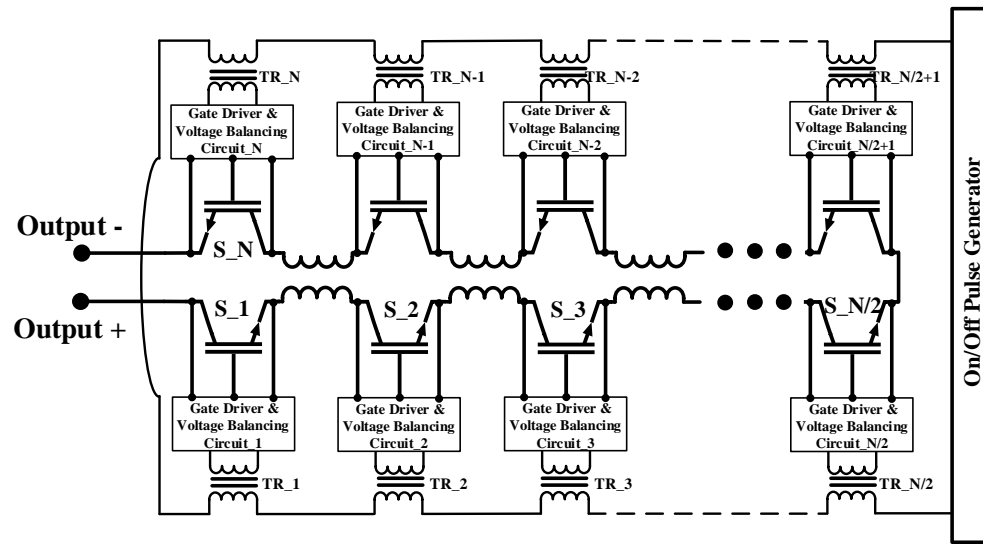 TR_N
TR_N-1
TR_N-2
TR_N/2+1
Gate Driver &
Voltage Balancing
Circuit_N
Gate Driver &
Voltage Balancing
Circuit_N-1
Gate Driver &
Voltage Balancing
Circuit_N-2
Gate Driver &
Voltage Balancing
Circuit_N/2+1
Output -
S_N
Output +
S_1
S_2
S_3
S_N/2
Gate Driver &
Voltage Balancing
Circuit_1
Gate Driver &
Voltage Balancing
Circuit_2
Gate Driver &
Voltage Balancing
Circuit_3
Gate Driver &
Voltage Balancing
Circuit_N/2
TR_1
TR_2
TR_3
TR_N/2
On/Off Pulse Generator